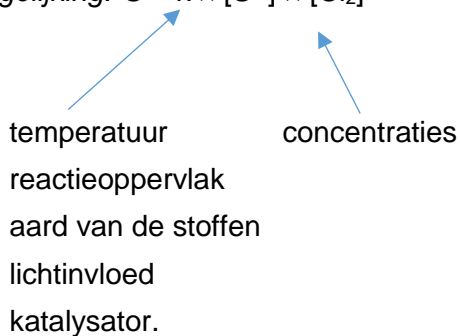 temperatuur concentraties
reactieoppervlak
aard van de stoffen
lichtinvloed
katalysator.